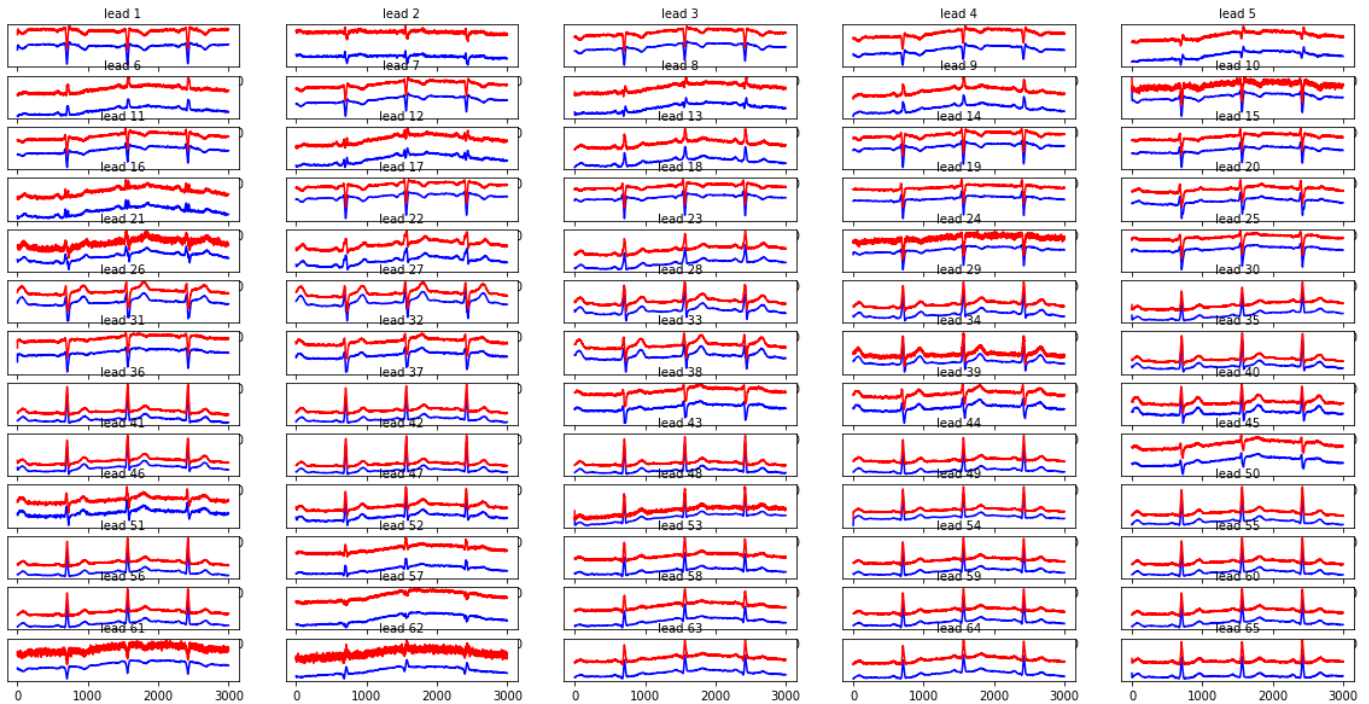 lead 1 lead 2 lead 3 lead 4 lead 5
lead 6 lead 7 lead 8 lead 9 lead 10
lead 11 lead 12 lead 13 lead 14 lead 15
lead 16 lead 17 lead 18 lead 19 lead 20
lead 21 lead 22 lead 23 lead 24 lead 25
lead 26 lead 27 lead 28 lead 29 lead 30
lead 31 lead 32 lead 33 lead 34 lead 35
lead 36 lead 37 lead 38 lead 39 lead 40
lead 41 lead 42 lead 43 lead 44 lead 45
lead 46 lead 47 lead 48 lead 49 lead 50
lead 51 lead 52 lead 53 lead 54 lead 55
lead 56 lead 57 lead 58 lead 59 lead 60
lead 61 lead 62 lead 63 lead 64 lead 65
0 1000 2000 3000 0 1000 2000 3000 0 1000 2000 3000 0 1000 2000 3000 0 1000 2000 3000